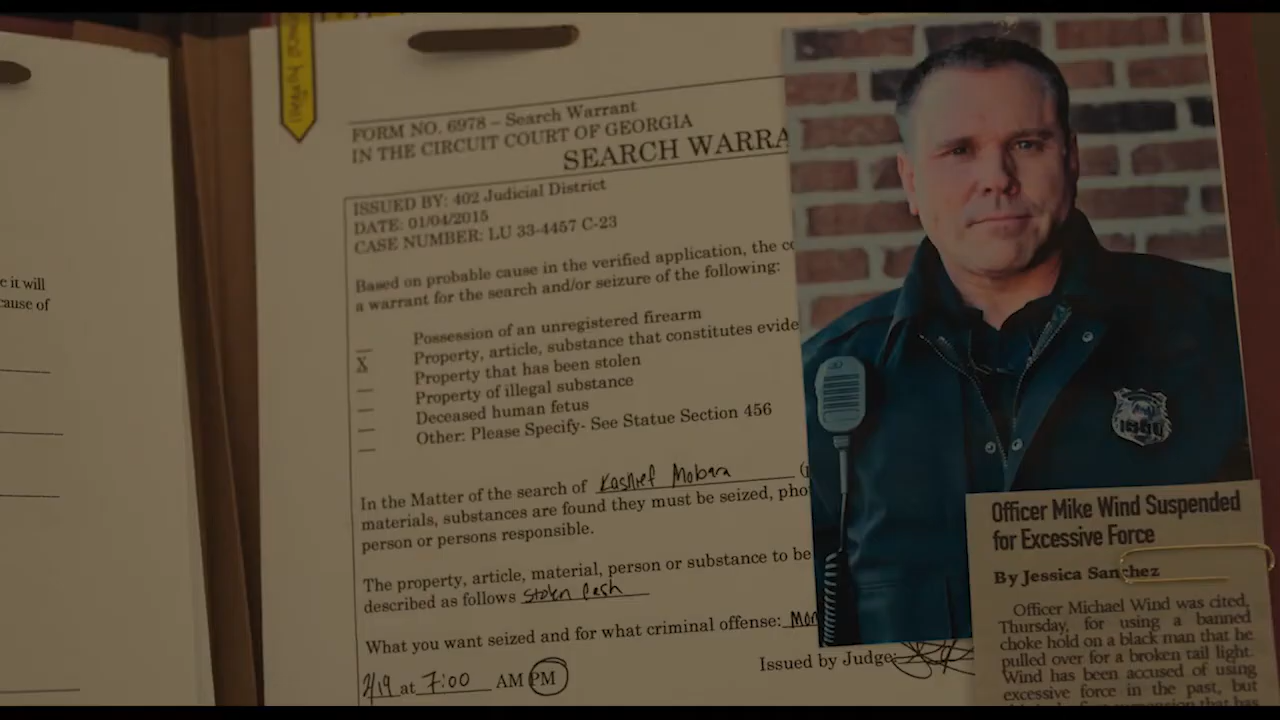 e it will
cause of
FORM NO. 6978 – Search Warrant
IN THE CIRCUIT COURT OF GEORGIA
SEARCH WARRA
ISSUED BY: 402 Judicial District
DATE: 01/04/2015
CASE NUMBER: LU 33-4457 C-23
Based on probable cause in the verified application, the co
a warrant for the search and/or seizure of the following:
Possession of an unregistered firearm
X Property, article, substance that constitutes evide
Property that has been stolen
Property of illegal substance
Deceased human fetus
Other: Please Specify- See Statue Section 456
In the Matter of the search of Kashief Mobara (i
materials, substances are found they must be seized, pho
person or persons responsible.
The property, article, material, person or substance to be
described as follows Stolen Cash
What you want seized and for what criminal offense: Mon
2/19 at 7:00 AM PM
Issued by Judge:
Officer Mike Wind Suspended
for Excessive Force
By Jessica Sanchez
Officer Michael Wind was cited,
Thursday, for using a banned
choke hold on a black man that he
pulled over for a broken tail light.
Wind has been accused of using
excessive force in the past, but